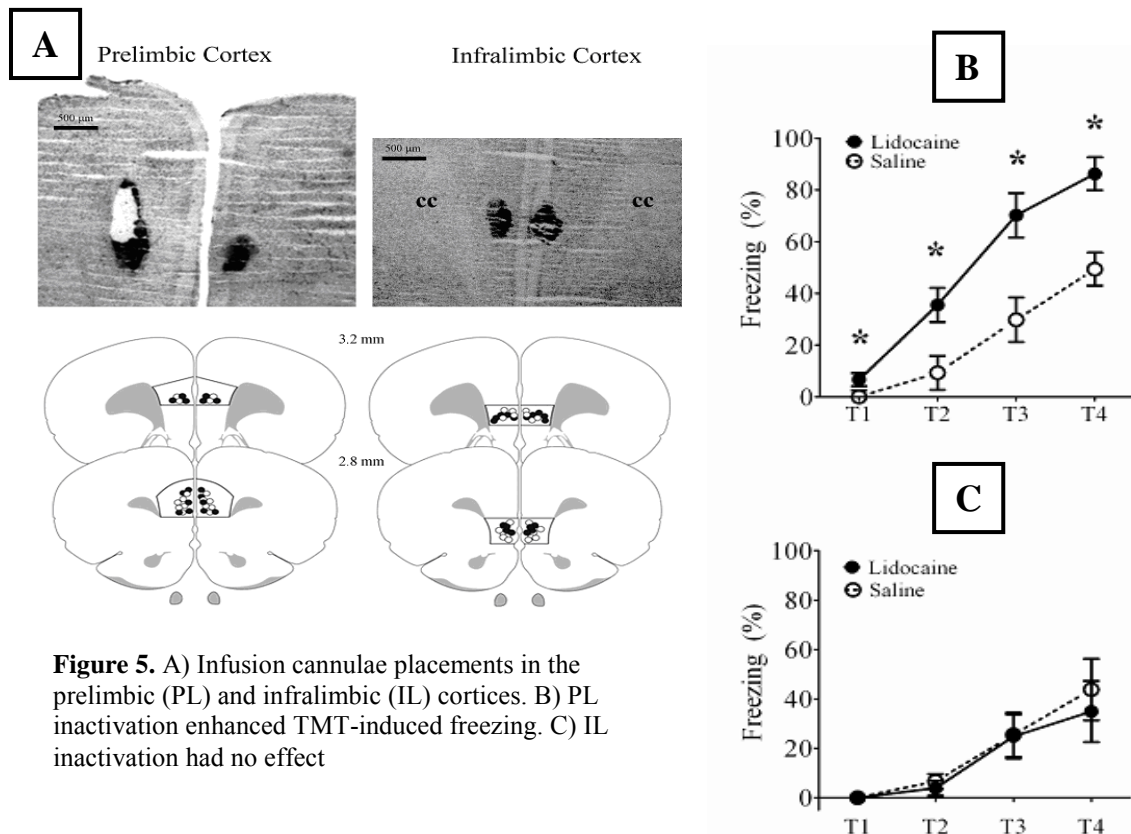 A
Prelimbic Cortex
Infralimbic Cortex
500 µm
500 µm
cc
cc
3.2 mm
2.8 mm
Figure 5. A) Infusion cannulae placements in the
prelimbic (PL) and infralimbic (IL) cortices. B) PL
inactivation enhanced TMT-induced freezing. C) IL
inactivation had no effect
B
100
80
60
40
20
0
Freezing (%)
Lidocaine
Saline
*
*
*
*
T1 T2 T3 T4
C
100
80
60
40
20
0
Freezing (%)
Lidocaine
Saline
T1 T2 T3 T4